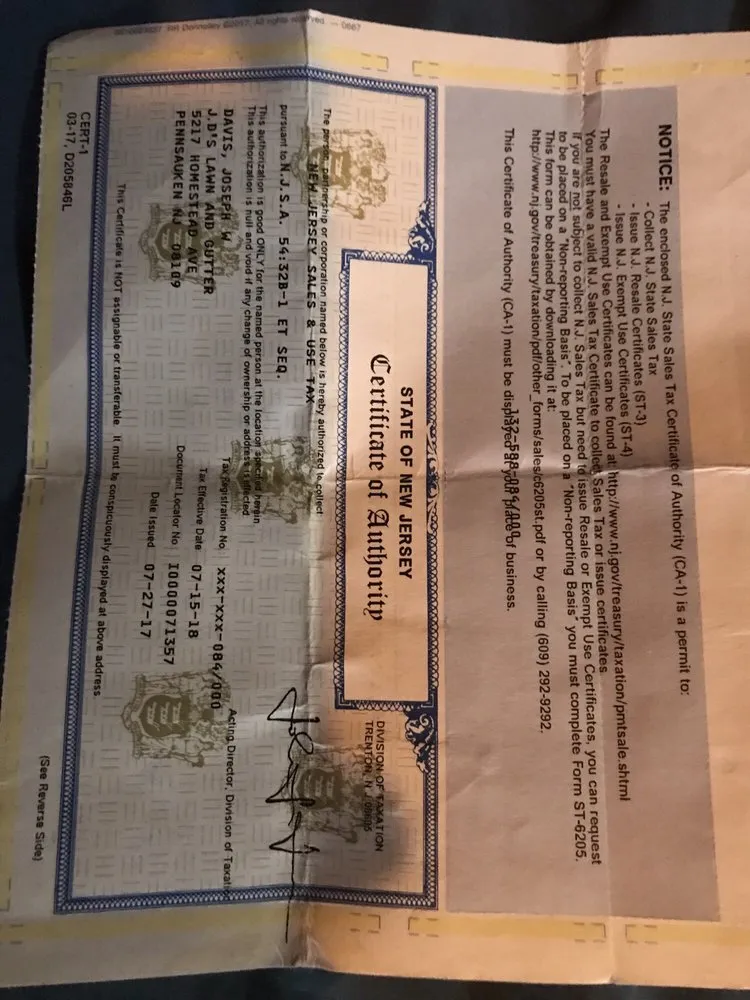 NOTICE: The enclosed N.J. State Sales Tax Certificate of Authority (CA-1) is a permit to:
- Collect N.J. State Sales Tax
- Issue N.J. Resale Certificates (ST-3)
- Issue N.J. Exempt Use Certificates (ST-4)
The Resale and Exempt Use Certificates can be found at: http://www.nj.gov/treasury/taxation/pmtsale.shtml
You must have a valid N.J. Sales Tax Certificate to collect Sales Tax or issue certificates
If you are not subject to collect N.J. Sales Tax but need to issue Resale or Exempt Use Certificates, you can request
to be placed on a "Non-reporting Basis". To be placed on a "Non-reporting Basis" you must complete Form ST-6205.
This form can be obtained by downloading it at:
http://www.nj.gov/treasury/taxation/pdf/other_forms/sales/c6205st.pdf or by calling (609) 292-9292.
132-588-084/000
This Certificate of Authority (CA-1) must be displayed at your place of business.
STATE OF NEW JERSEY
Certificate of Authority
DIVISION OF TAXATION
TRENTON, N J 08695
The person, partnership or corporation named below is hereby authorized to collect
NEW JERSEY SALES & USE TAX
pursuant to N.J.S.A. 54:32B-1 ET SEQ.
This authorization is good ONLY for the named person at the location specified herein
This authorization is null and void if any change of ownership or address is effected
DAVIS, JOSEPH W
J.D'S LAWN AND GUTTER
5217 HOMESTEAD AVE
PENNSAUKEN NJ 08109
Tax Registration No. XXX-XXX-084/000
Tax Effective Date 07-15-18
Document Locator No. I0000071357
Date Issued 07-27-17
Acting Director, Division of Taxat
This Certificate is NOT assignable or transferable. It must be conspicuously displayed at above address.
CERT-1
03-17, D205846L
(See Reverse Side)